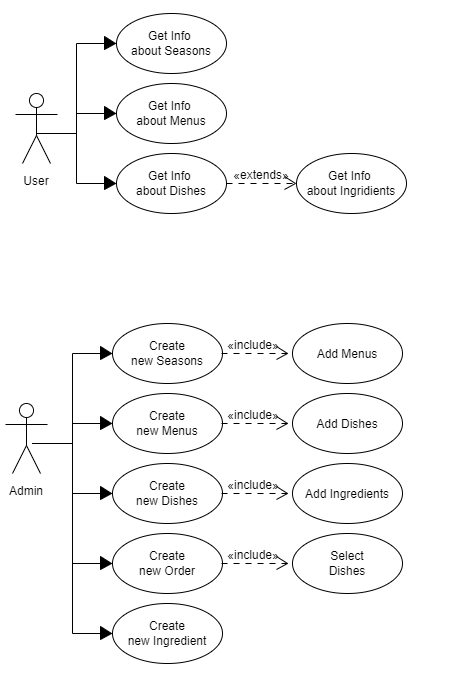 Get Info
about Seasons
Get Info
about Menus
User
Get Info
about Dishes
«extends»
Get Info
about Ingridients
Create
new Seasons
«include»
Add Menus
Create
new Menus
«include»
Add Dishes
Admin
Create
new Dishes
«include»
Add Ingredients
Create
new Order
«include»
Select
Dishes
Create
new Ingredient